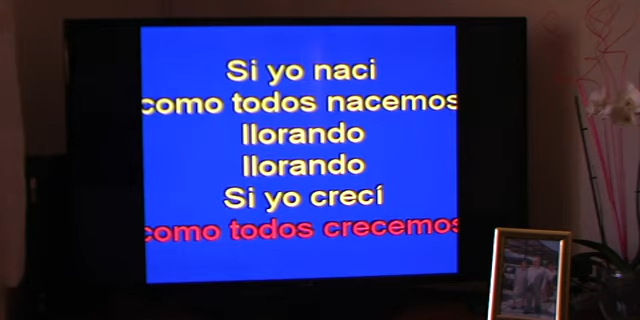 Si yo naci
como todos nacemos
llorando
llorando
Si yo crecí
como todos crecemos